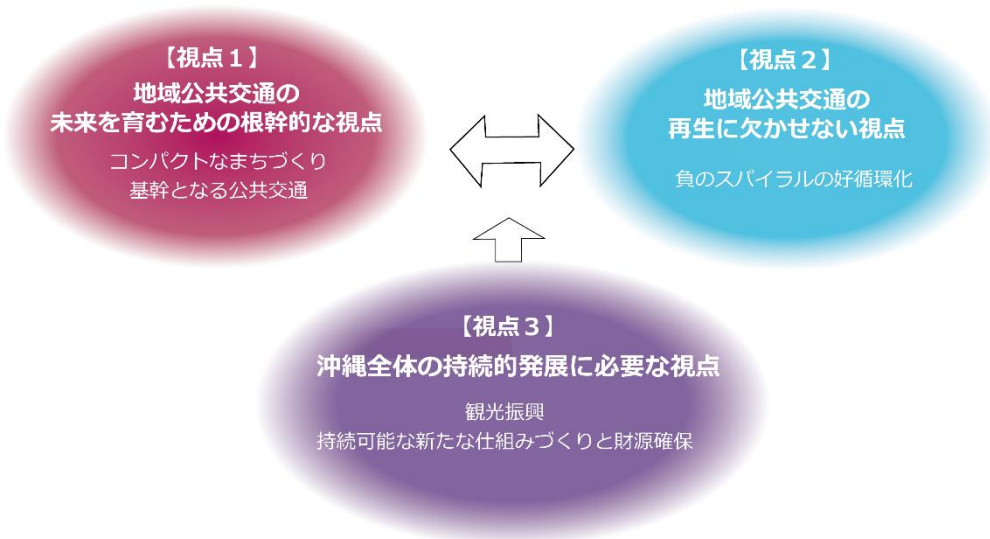 【視点１】
地域公共交通の
未来を育むための根幹的な視点
コンパクトなまちづくり
基幹となる公共交通
【視点２】
地域公共交通の
再生に欠かせない視点
負のスパイラルの好循環化
【視点３】
沖縄全体の持続的発展に必要な視点
観光振興
持続可能な新たな仕組みづくりと財源確保